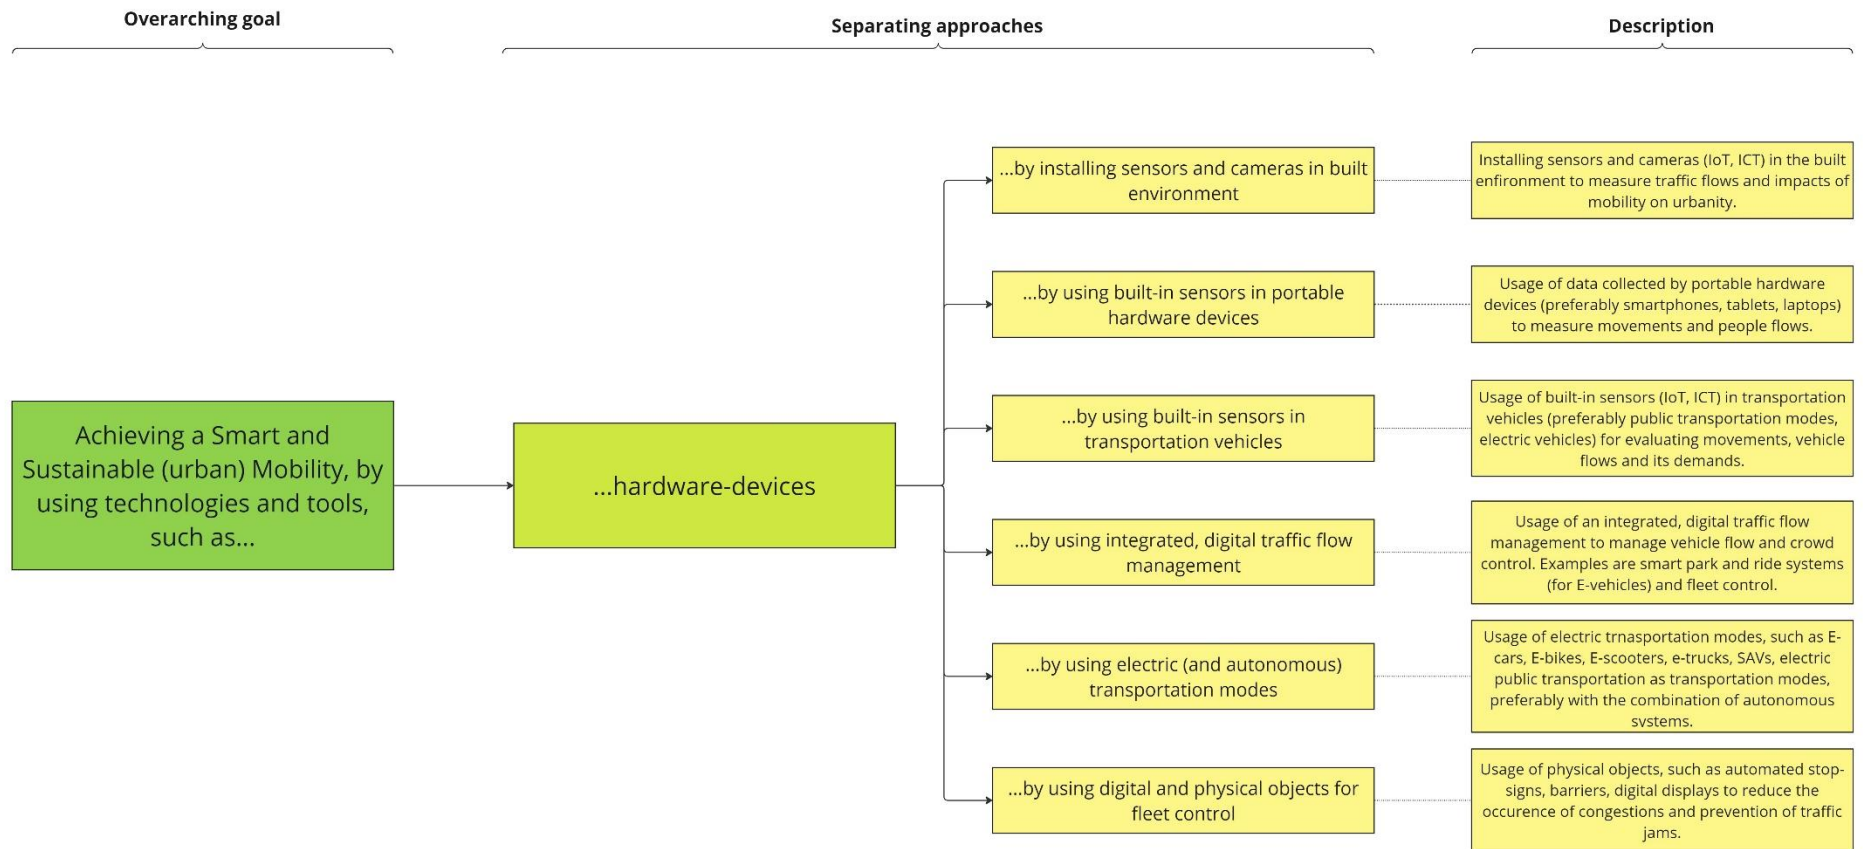 Overarching goal
Separating approaches
Description
Achieving a Smart and
Sustainable (urban) Mobility, by
using technologies and tools,
such as...
...hardware-devices
...by installing sensors and cameras in built
environment
Installing sensors and cameras (IoT, ICT) in the built
enfironment to measure traffic flows and impacts of
mobility on urbanity.
...by using built-in sensors in portable
hardware devices
Usage of data collected by portable hardware
devices (preferably smartphones, tablets, laptops)
to measure movements and people flows.
...by using built-in sensors in
transportation vehicles
Usage of built-in sensors (IoT, ICT) in transportation
vehicles (preferably public transportation modes,
electric vehicles) for evaluating movements, vehicle
flows and its demands.
...by using integrated, digital traffic flow
management
Usage of an integrated, digital traffic flow
management to manage vehicle flow and crowd
control. Examples are smart park and ride systems
(for E-vehicles) and fleet control.
...by using electric (and autonomous)
transportation modes
Usage of electric trnasportation modes, such as E-
cars, E-bikes, E-scooters, e-trucks, SAVs, electric
public transportation as transportation modes,
preferably with the combination of autonomous
systems.
...by using digital and physical objects for
fleet control
Usage of physical objects, such as automated stop-
signs, barriers, digital displays to reduce the
occurence of congestions and prevention of traffic
jams.